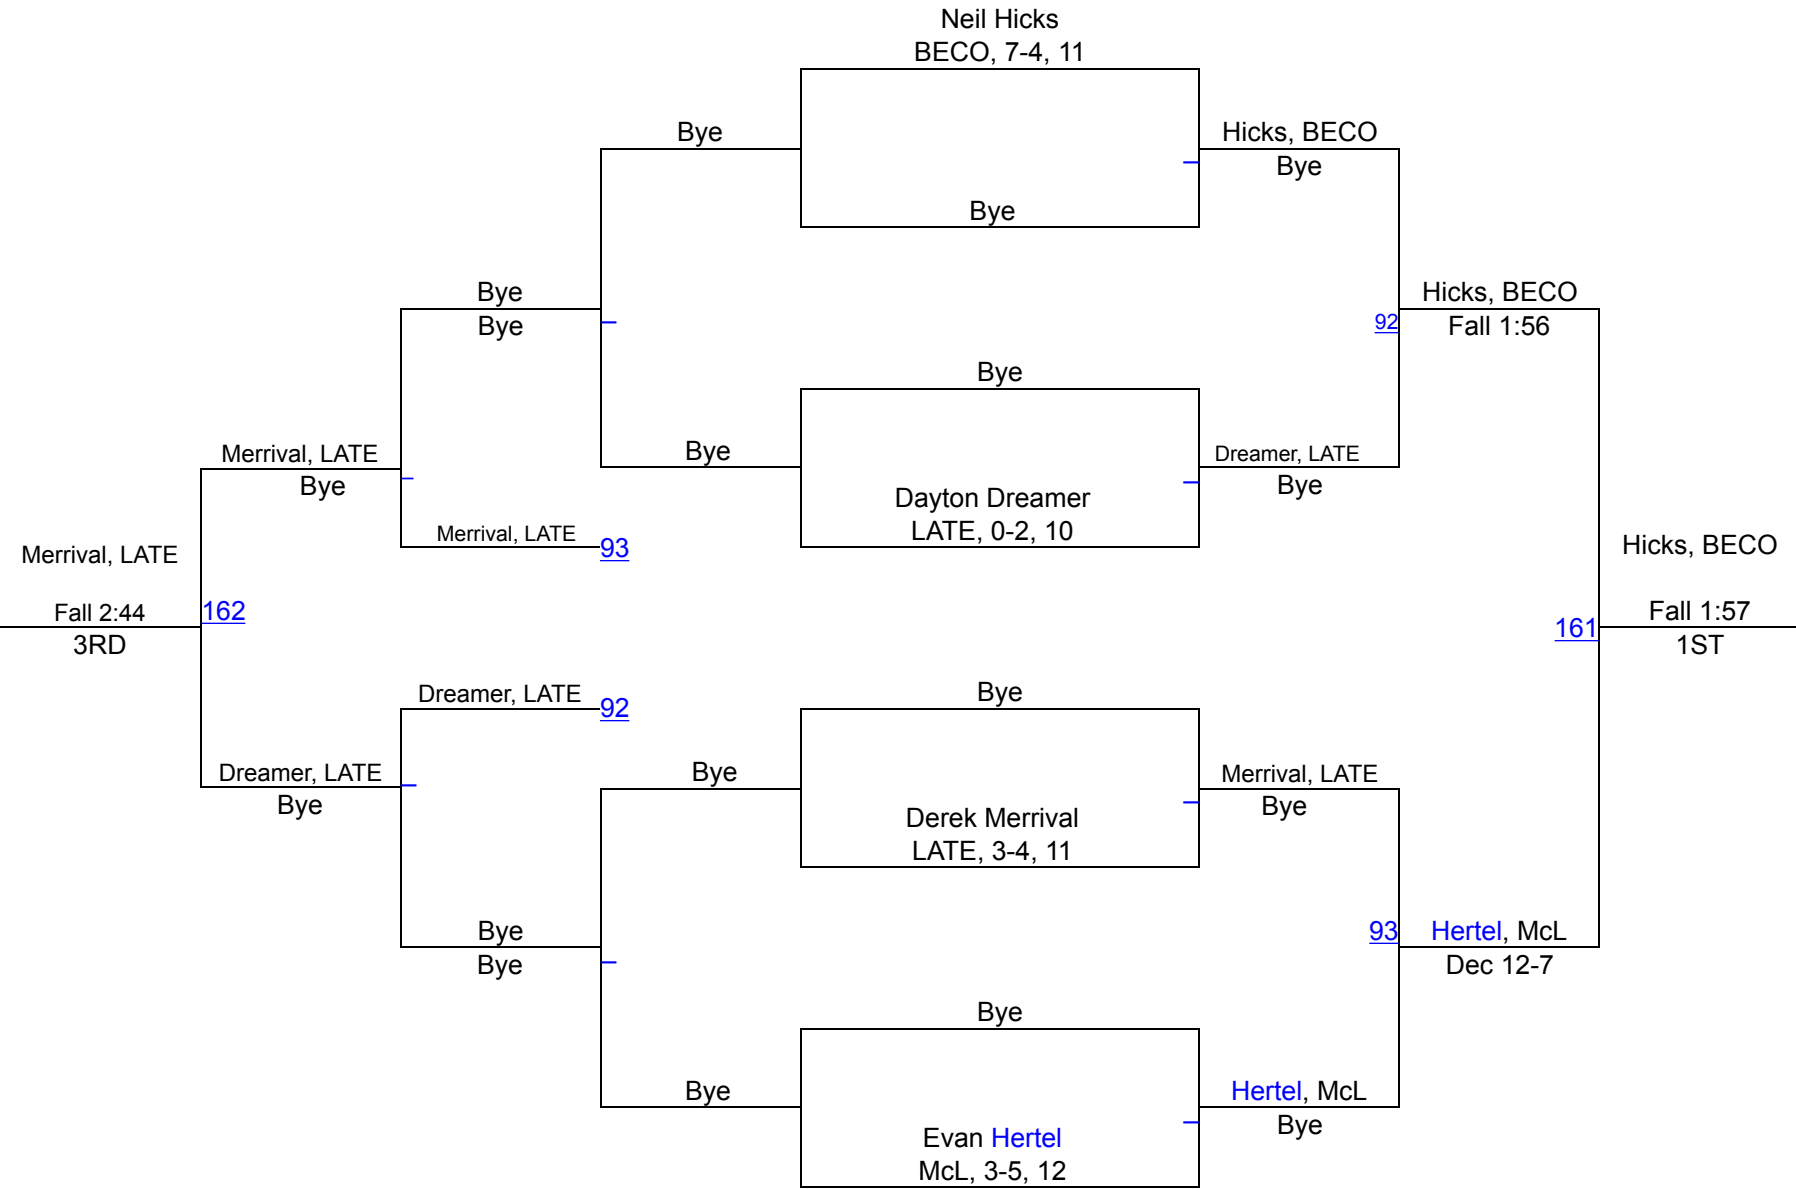 Neil Hicks
BECO, 7-4, 11
Bye
Hicks, BECO
Bye
Bye
Bye
Bye
Hicks, BECO
92
Fall 1:56
Bye
Merrival, LATE
Bye
Bye
Dreamer, LATE
Bye
Dayton Dreamer
LATE, 0-2, 10
Merrival, LATE
93
Merrival, LATE
Hicks, BECO
Fall 2:44
162
3RD
Fall 1:57
161
1ST
Dreamer, LATE
92
Bye
Dreamer, LATE
Bye
Bye
Merrival, LATE
Bye
Derek Merrival
LATE, 3-4, 11
Bye
Bye
93
Hertel, McL
Dec 12-7
Bye
Bye
Hertel, McL
Bye
Evan Hertel
McL, 3-5, 12